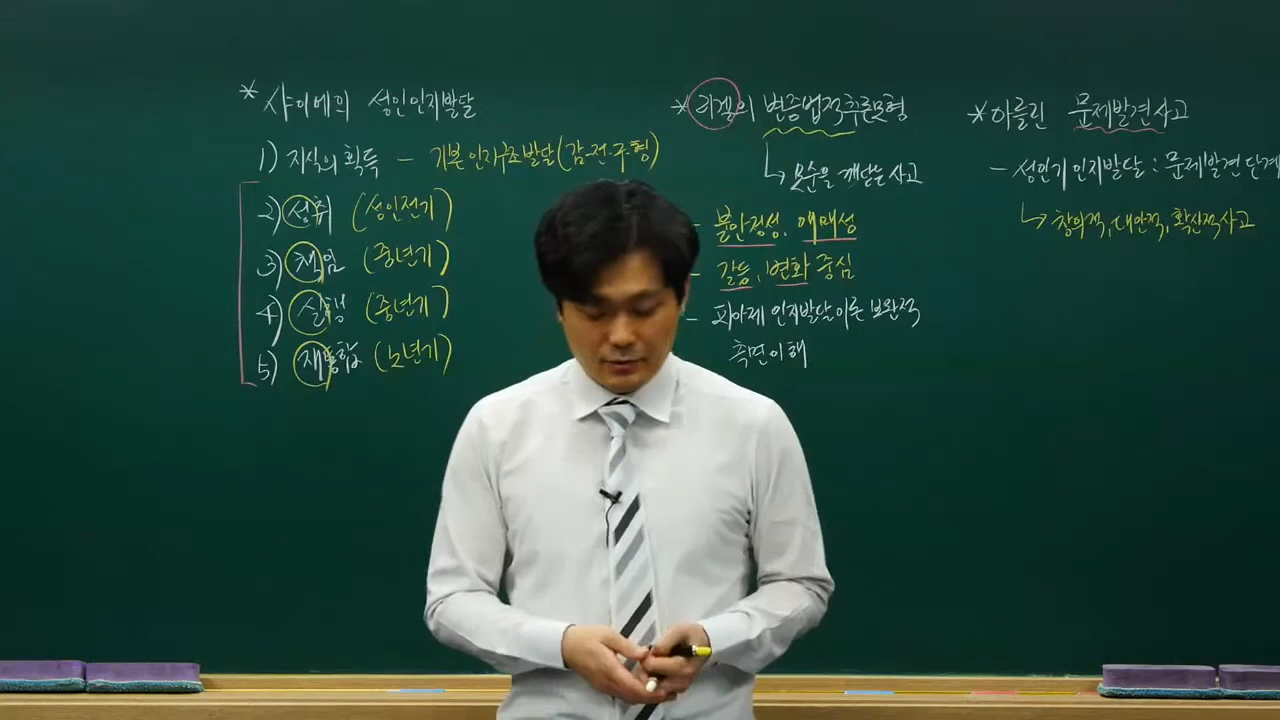 * 샤이에의 성인인지발달
1) 지식의 획득 - 기본 인지구조발달(감·전·구·형)
2) 성취 (성인전기)
3) 책임 (중년기)
4) 실행 (중년기)
5) 재통합 (노년기)
* 리겔의 변증법적추론모형
↳ 모순을 깨닫는 사고
- 불안정성, 애매성
- 갈등, 변화 중심
- 피아제 인지발달이론 보완적
측면이해
* 아들린 문제발견사고
- 성인기 인지발달 : 문제발견 단계
↳ 창의적, 대안적, 확산적사고